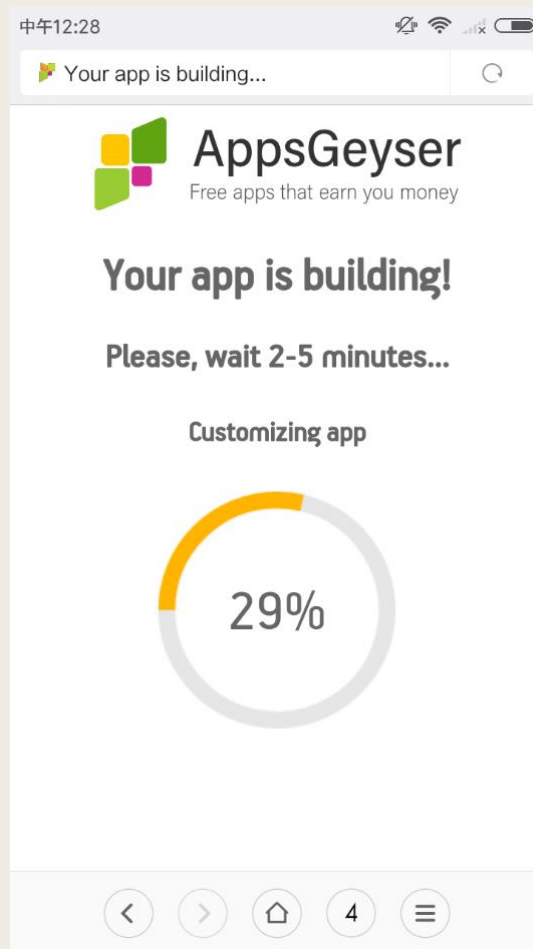 中午12:28
Your app is building...
AppsGeyser
Free apps that earn you money
Your app is building!
Please, wait 2-5 minutes...
Customizing app
29%
4